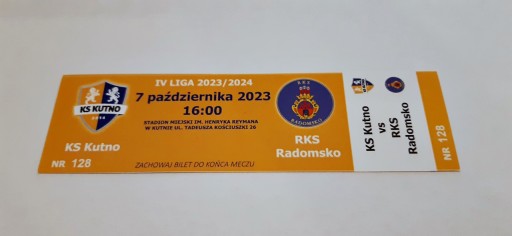 IV LIGA 2023/2024
7 października 2023
16:00
STADION MIEJSKI IM. HENRYKA REYMANA
W KUTNIE UL. TADEUSZA KOŚCIUSZKI 26
KS KUTNO
KS Kutno
NR 128
RKS
RADOMSKO
RKS
Radomsko
ZACHOWAJ BILET DO KOŃCA MECZU
KS Kutno
vs
RKS
Radomsko
NR 128